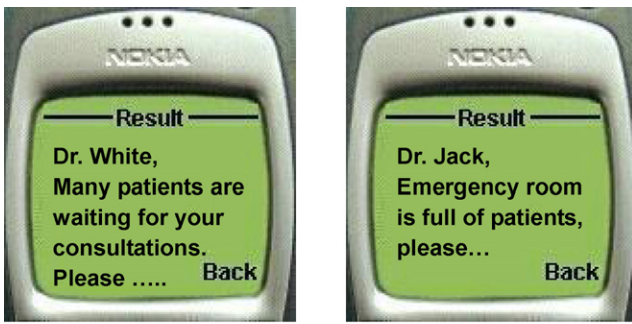 NOKIA
Result
Dr. White,
Many patients are
waiting for your
consultations.
Please .....
Back
NOKIA
Result
Dr. Jack,
Emergency room
is full of patients,
please...
Back